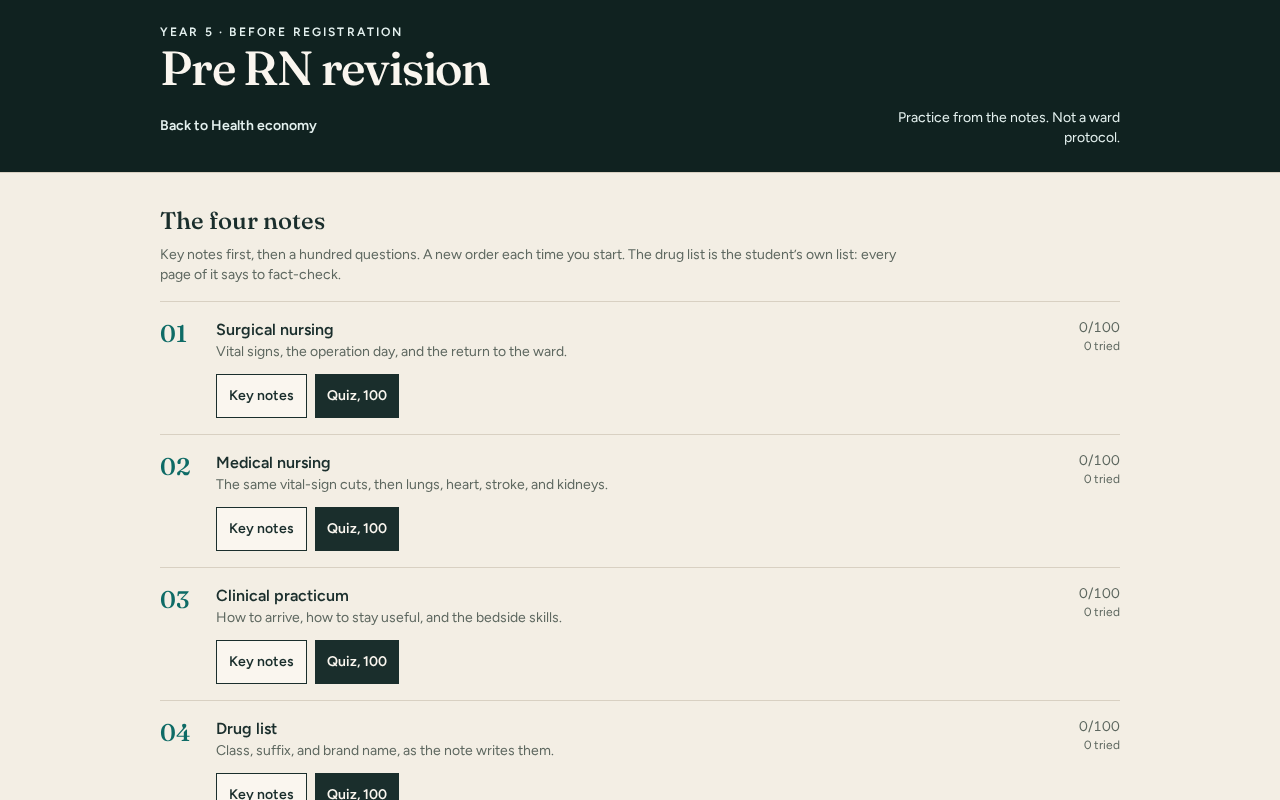 YEAR 5 · BEFORE REGISTRATION
Pre RN revision
Back to Health economy
Practice from the notes. Not a ward
protocol.
The four notes
Key notes first, then a hundred questions. A new order each time you start. The drug list is the student's own list: every
page of it says to fact-check.
01
Surgical nursing
0/100
Vital signs, the operation day, and the return to the ward.
0 tried
Key notes
Quiz, 100
02
Medical nursing
0/100
The same vital-sign cuts, then lungs, heart, stroke, and kidneys.
0 tried
Key notes
Quiz, 100
03
Clinical practicum
0/100
How to arrive, how to stay useful, and the bedside skills.
0 tried
Key notes
Quiz, 100
04
Drug list
0/100
Class, suffix, and brand name, as the note writes them.
0 tried
Key notes
Quiz, 100